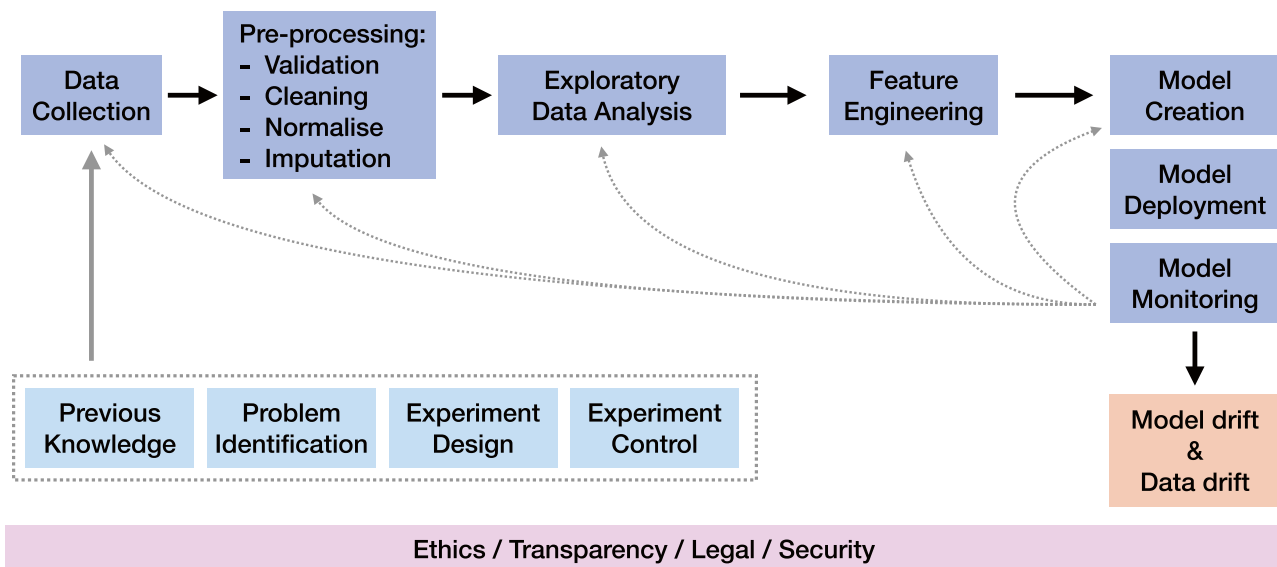 Data
Collection
Pre-processing:
- Validation
- Cleaning
- Normalise
- Imputation
Exploratory
Data Analysis
Feature
Engineering
Model
Creation
Model
Deployment
Model
Monitoring
Previous
Knowledge
Problem
Identification
Experiment
Design
Experiment
Control
Model drift
&
Data drift
Ethics / Transparency / Legal / Security